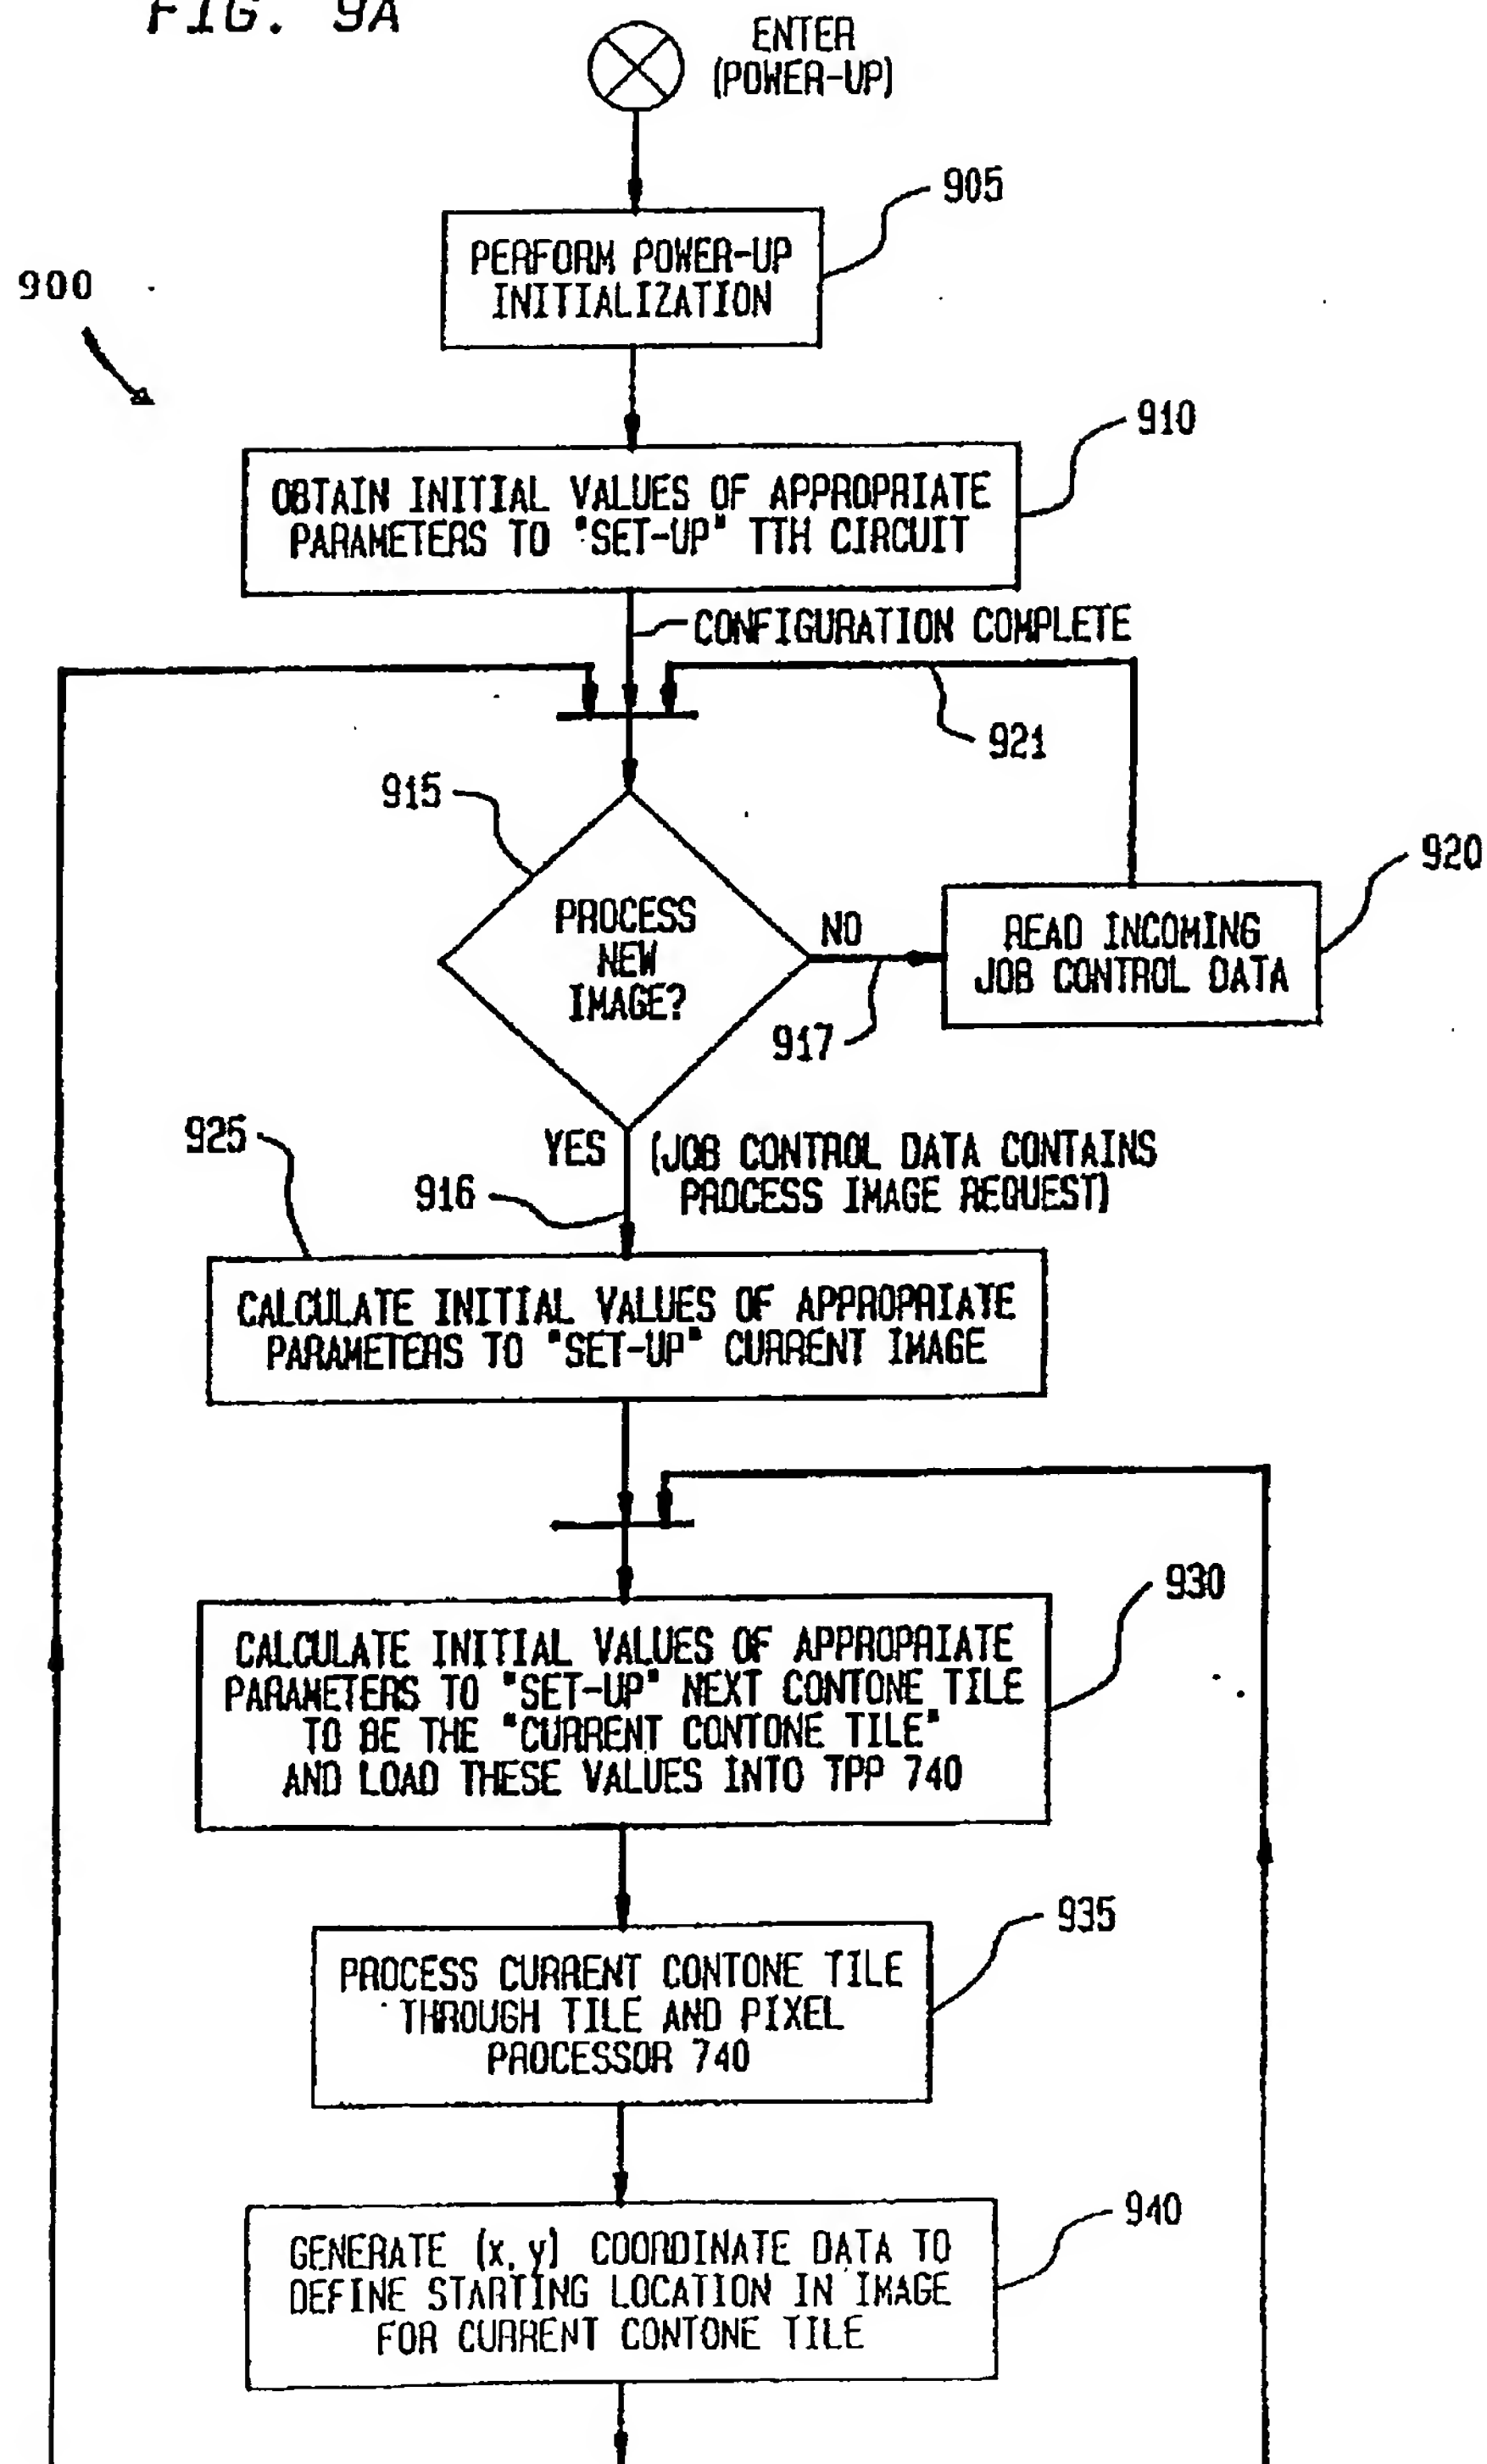 FIG. 9A
ENTER
(POWER-UP)
905
PERFORM POWER-UP
INITIALIZATION
900
910
OBTAIN INITIAL VALUES OF APPROPRIATE
PARAMETERS TO "SET-UP" TTH CIRCUIT
CONFIGURATION COMPLETE
921
915
PROCESS
NEW
IMAGE?
NO
917
920
READ INCOMING
JOB CONTROL DATA
925
YES
(JOB CONTROL DATA CONTAINS
PROCESS IMAGE REQUEST)
916
CALCULATE INITIAL VALUES OF APPROPRIATE
PARAMETERS TO "SET-UP" CURRENT IMAGE
930
CALCULATE INITIAL VALUES OF APPROPRIATE
PARAMETERS TO "SET-UP" NEXT CONTONE TILE
TO BE THE "CURRENT CONTONE TILE"
AND LOAD THESE VALUES INTO TPP 740
935
PROCESS CURRENT CONTONE TILE
THROUGH TILE AND PIXEL
PROCESSOR 740
940
GENERATE (x, y) COORDINATE DATA TO
DEFINE STARTING LOCATION IN IMAGE
FOR CURRENT CONTONE TILE